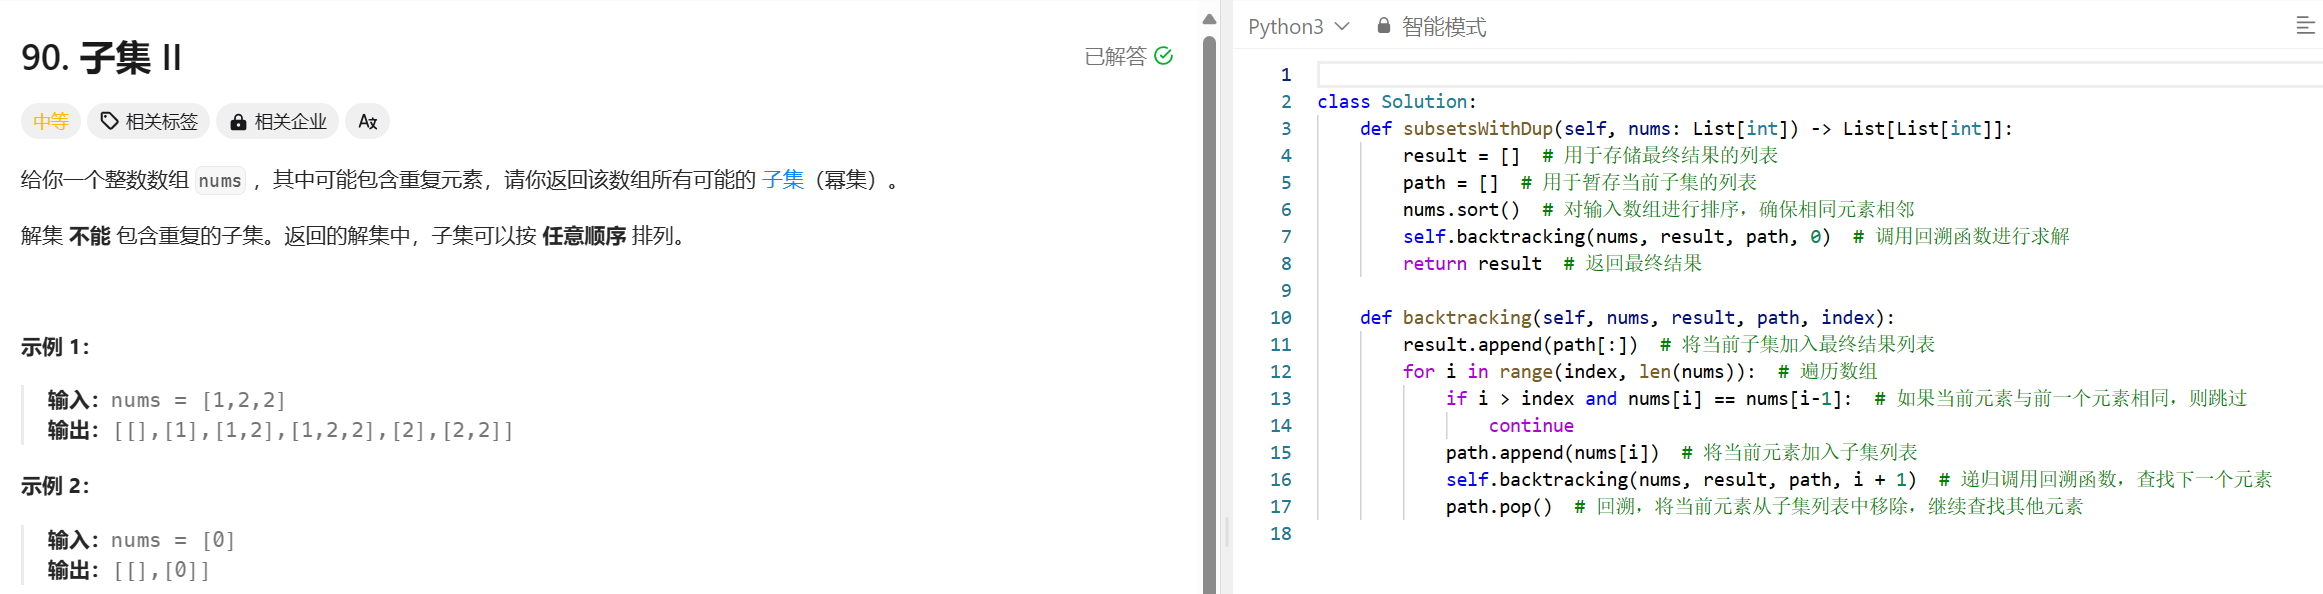 90. 子集 II
已解答
中等 相关标签 相关企业
给你一个整数数组 nums ，其中可能包含重复元素，请你返回该数组所有可能的 子集（幂集）。
解集 不能 包含重复的子集。返回的解集中，子集可以按 任意顺序 排列。
示例 1：
输入：nums = [1,2,2]
输出：[[],[1],[1,2],[1,2,2],[2],[2,2]]
示例 2：
输入：nums = [0]
输出：[[],[0]]
Python3 智能模式
1
2 class Solution:
3     def subsetsWithDup(self, nums: List[int]) -> List[List[int]]:
4         result = []  # 用于存储最终结果的列表
5         path = []  # 用于暂存当前子集的列表
6         nums.sort()  # 对输入数组进行排序，确保相同元素相邻
7         self.backtracking(nums, result, path, 0)  # 调用回溯函数进行求解
8         return result  # 返回最终结果
9
10     def backtracking(self, nums, result, path, index):
11         result.append(path[:])  # 将当前子集加入最终结果列表
12         for i in range(index, len(nums)):  # 遍历数组
13             if i > index and nums[i] == nums[i-1]:  # 如果当前元素与前一个元素相同，则跳过
14                 continue
15             path.append(nums[i])  # 将当前元素加入子集列表
16             self.backtracking(nums, result, path, i + 1)  # 递归调用回溯函数，查找下一个元素
17             path.pop()  # 回溯，将当前元素从子集列表中移除，继续查找其他元素
18